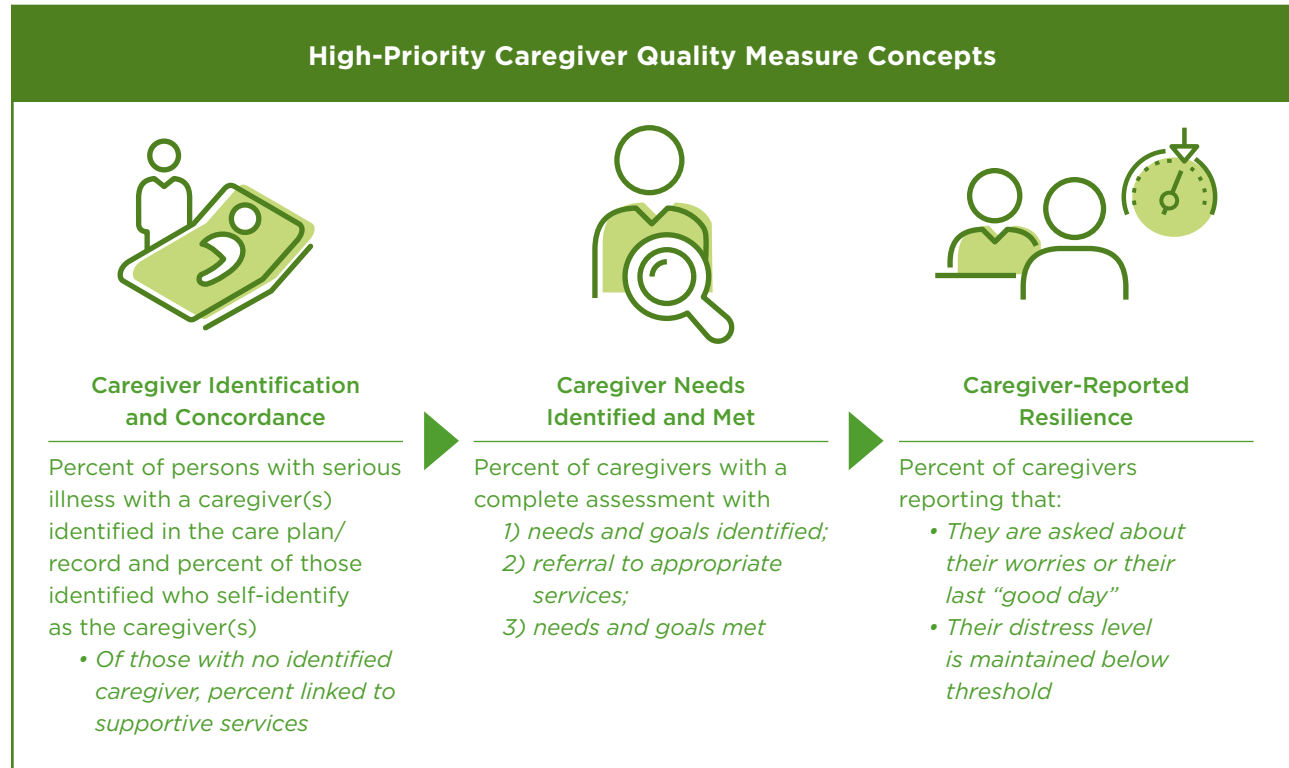 High-Priority Caregiver Quality Measure Concepts
Caregiver Identification
and Concordance
Percent of persons with serious
illness with a caregiver(s)
identified in the care plan/
record and percent of those
identified who self-identify
as the caregiver(s)
• Of those with no identified
caregiver, percent linked to
supportive services
Caregiver Needs
Identified and Met
Percent of caregivers with a
complete assessment with
1) needs and goals identified;
2) referral to appropriate
services;
3) needs and goals met
Caregiver-Reported
Resilience
Percent of caregivers
reporting that:
• They are asked about
their worries or their
last “good day”
• Their distress level
is maintained below
threshold